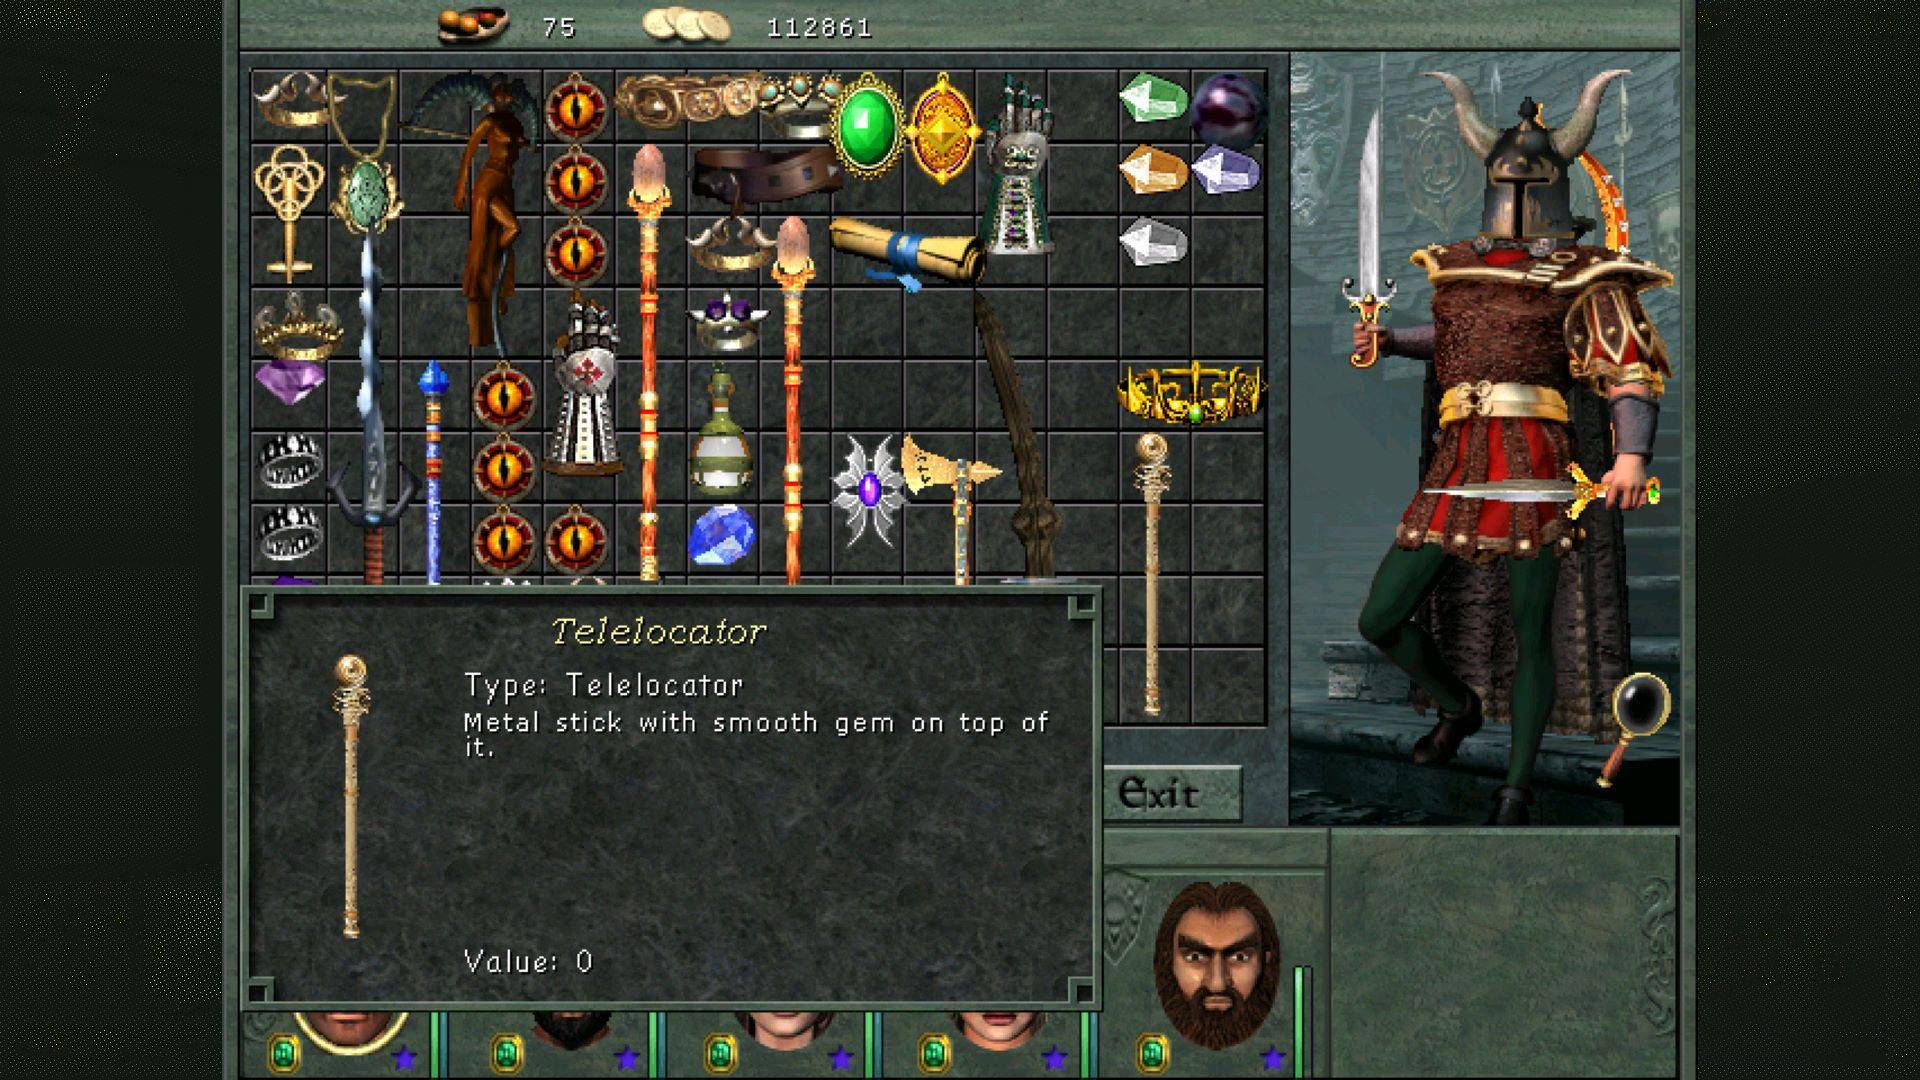 75
112861
Telelocator
Type: Telelocator
Metal stick with smooth gem on top of
it.
Value: 0
Exit